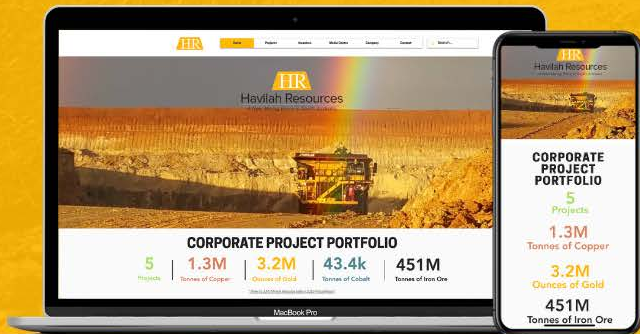 HR
Home Projects Investors Media Centre Company Contact Search...
HR
Havilah Resources
CORPORATE PROJECT PORTFOLIO
5
Projects
1.3M
Tonnes of Copper
3.2M
Ounces of Gold
43.4k
Tonnes of Cobalt
451M
Tonnes of Iron Ore
MacBook Pro
HR
Havilah Resources
CORPORATE
PROJECT
PORTFOLIO
5
Projects
1.3M
Tonnes of Copper
3.2M
Ounces of Gold
451M
Tonnes of Iron Ore